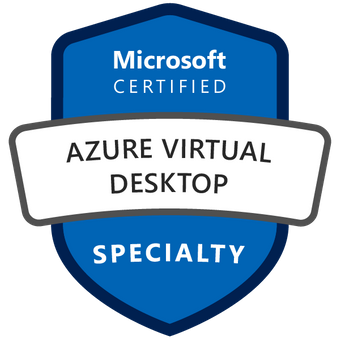 Microsoft
CERTIFIED
AZURE VIRTUAL
DESKTOP
SPECIALTY